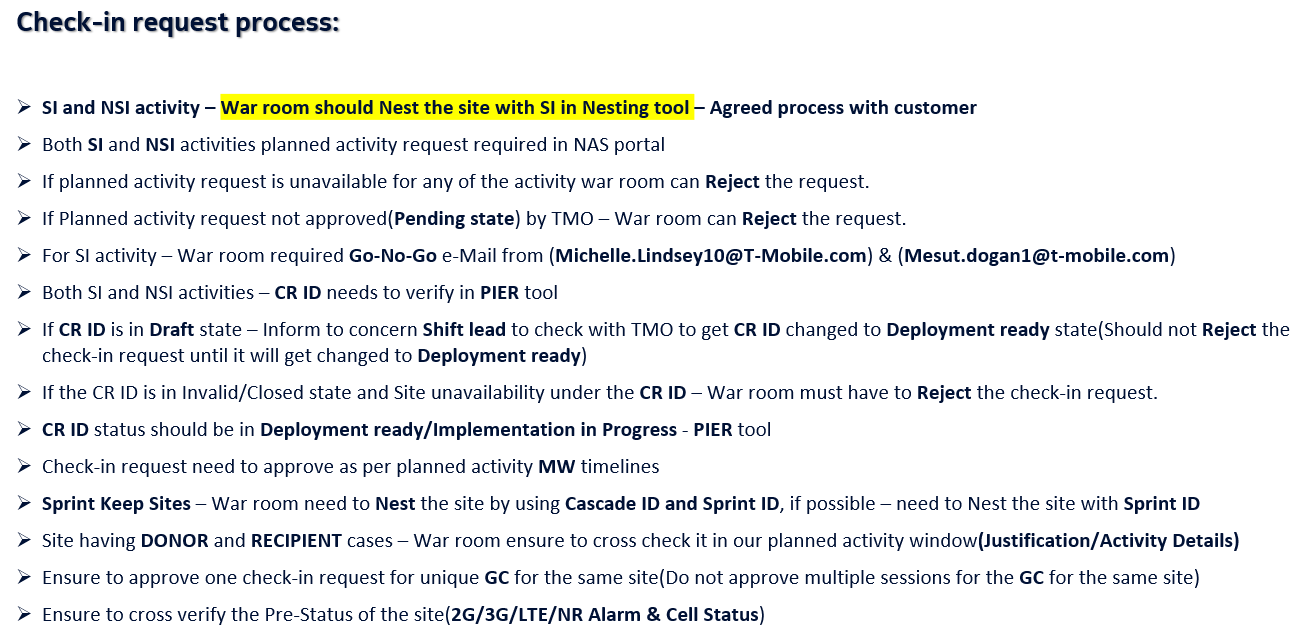 Check-in request process:
➢ SI and NSI activity – War room should Nest the site with SI in Nesting tool – Agreed process with customer
➢ Both SI and NSI activities planned activity request required in NAS portal
➢ If planned activity request is unavailable for any of the activity war room can Reject the request.
➢ If Planned activity request not approved(Pending state) by TMO – War room can Reject the request.
➢ For SI activity – War room required Go-No-Go e-Mail from (Michelle.Lindsey10@T-Mobile.com) & (Mesut.dogan1@t-mobile.com)
➢ Both SI and NSI activities – CR ID needs to verify in PIER tool
➢ If CR ID is in Draft state – Inform to concern Shift lead to check with TMO to get CR ID changed to Deployment ready state(Should not Reject the
check-in request until it will get changed to Deployment ready)
➢ If the CR ID is in Invalid/Closed state and Site unavailability under the CR ID – War room must have to Reject the check-in request.
➢ CR ID status should be in Deployment ready/Implementation in Progress - PIER tool
➢ Check-in request need to approve as per planned activity MW timelines
➢ Sprint Keep Sites – War room need to Nest the site by using Cascade ID and Sprint ID, if possible – need to Nest the site with Sprint ID
➢ Site having DONOR and RECIPIENT cases – War room ensure to cross check it in our planned activity window(Justification/Activity Details)
➢ Ensure to approve one check-in request for unique GC for the same site(Do not approve multiple sessions for the GC for the same site)
➢ Ensure to cross verify the Pre-Status of the site(2G/3G/LTE/NR Alarm & Cell Status)